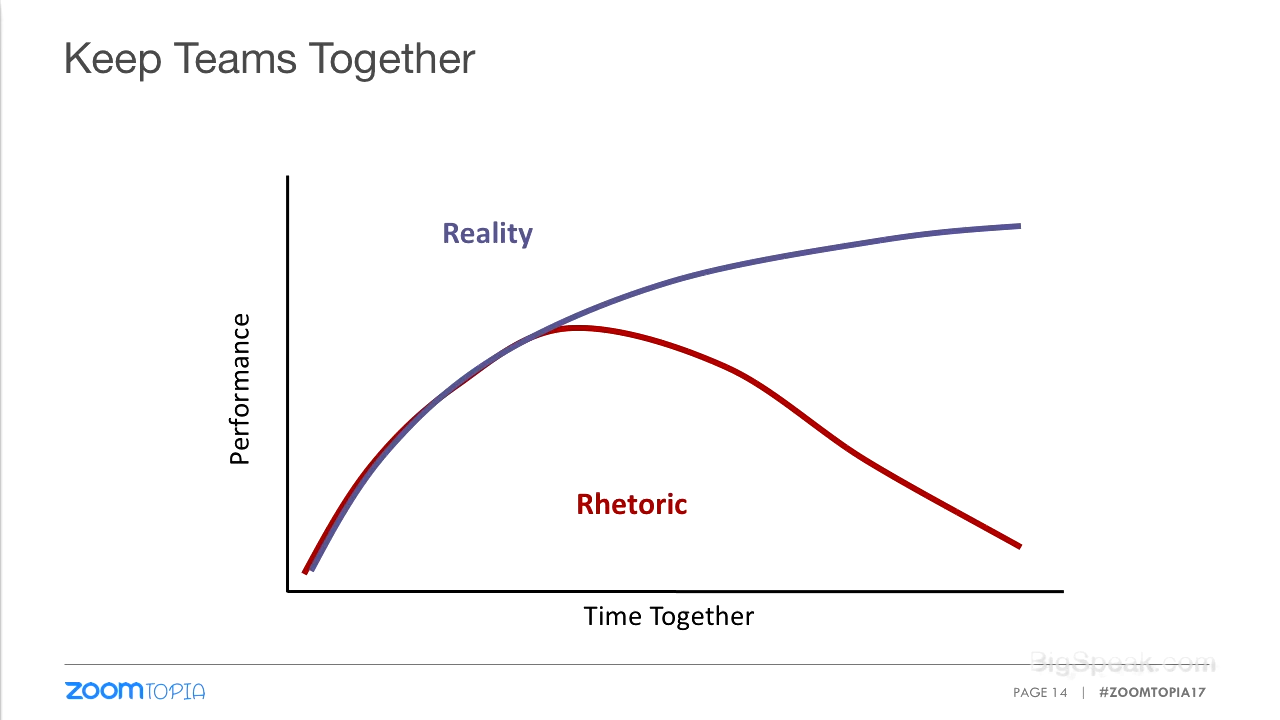 Keep Teams Together
Reality
Performance
Rhetoric
Time Together
BigSpeak.com
ZOOMTOPIA
PAGE 14 | #ZOOMTOPIA17